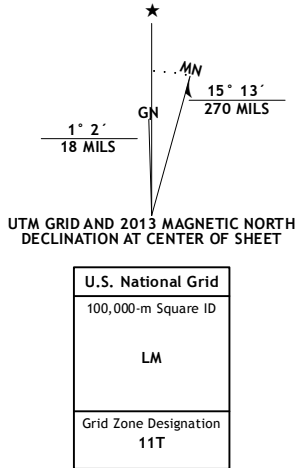 MN
GN
15° 13´
270 MILS
1° 2´
18 MILS
UTM GRID AND 2013 MAGNETIC NORTH
DECLINATION AT CENTER OF SHEET
U.S. National Grid
100,000-m Square ID
LM
Grid Zone Designation
11T